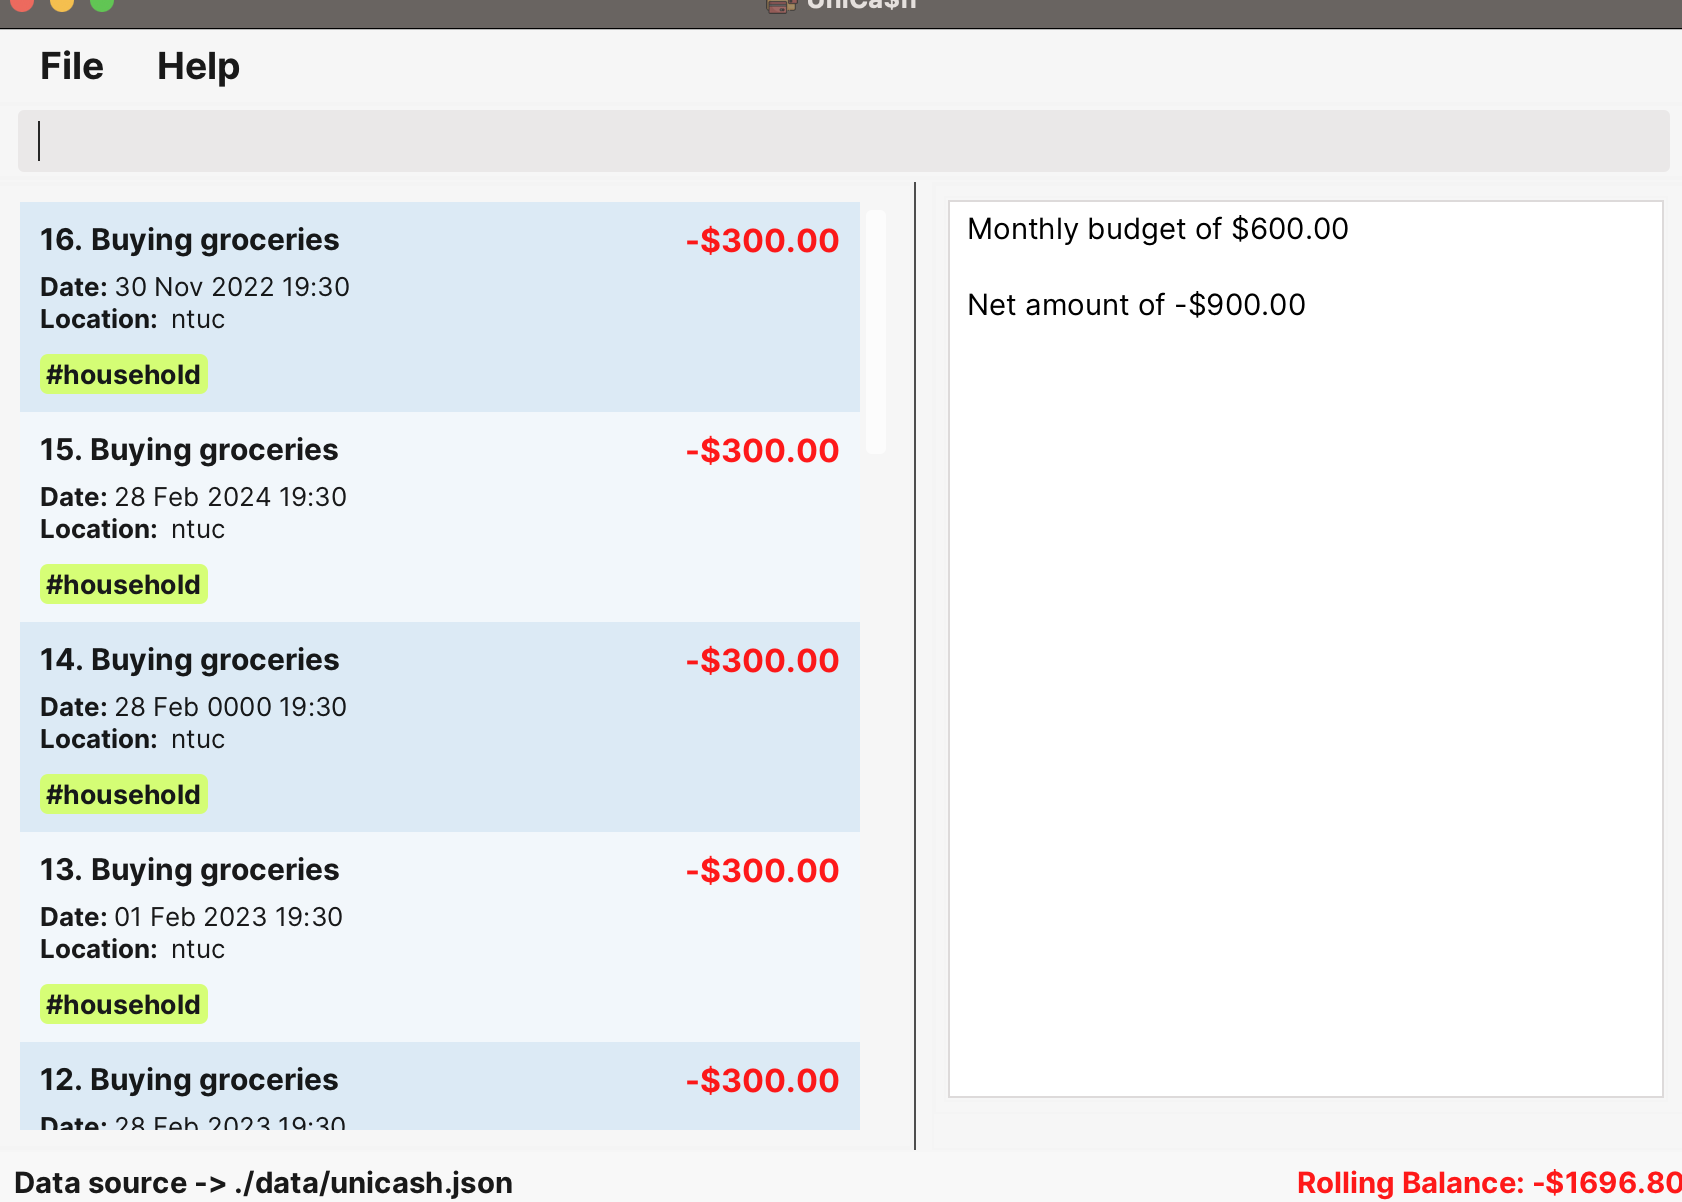 UniCa$h
File Help
16. Buying groceries -$300.00
Date: 30 Nov 2022 19:30
Location: ntuc
#household
15. Buying groceries -$300.00
Date: 28 Feb 2024 19:30
Location: ntuc
#household
14. Buying groceries -$300.00
Date: 28 Feb 0000 19:30
Location: ntuc
#household
13. Buying groceries -$300.00
Date: 01 Feb 2023 19:30
Location: ntuc
#household
12. Buying groceries -$300.00
Date: 28 Feb 2023 19:30
Monthly budget of $600.00
Net amount of -$900.00
Data source -> ./data/unicash.json
Rolling Balance: -$1696.80